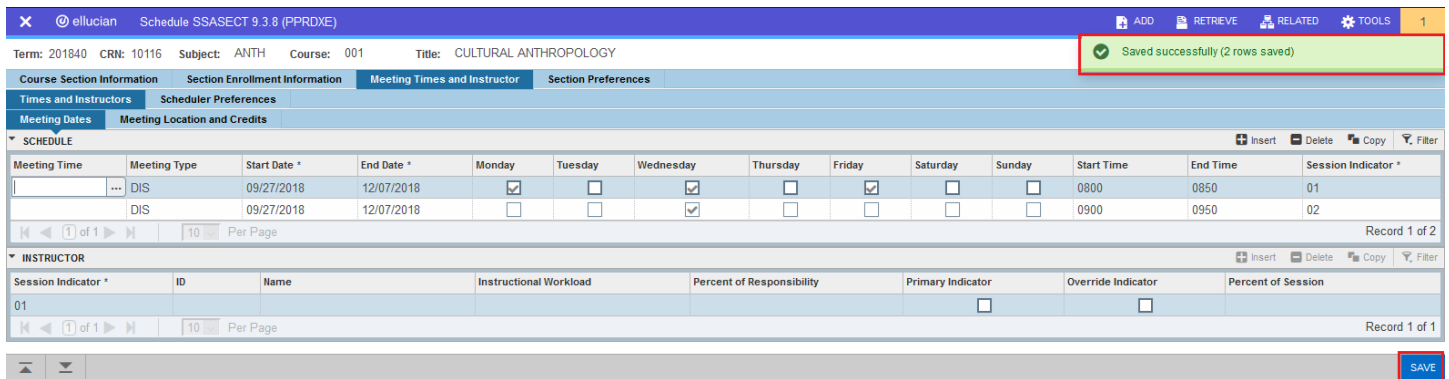 ellucian Schedule SSASECT 9.3.8 (PPRDXE) ADD RETRIEVE RELATED TOOLS 1
Term: 201840 CRN: 10116 Subject: ANTH Course: 001 Title: CULTURAL ANTHROPOLOGY
Saved successfully (2 rows saved)
Course Section Information Section Enrollment Information Meeting Times and Instructor Section Preferences
Times and Instructors Scheduler Preferences
Meeting Dates Meeting Location and Credits
SCHEDULE Insert Delete Copy Filter
Meeting Time Meeting Type Start Date * End Date * Monday Tuesday Wednesday Thursday Friday Saturday Sunday Start Time End Time Session Indicator *
... DIS 09/27/2018 12/07/2018 0800 0850 01
DIS 09/27/2018 12/07/2018 0900 0950 02
1 of 1 10 Per Page Record 1 of 2
INSTRUCTOR Insert Delete Copy Filter
Session Indicator * ID Name Instructional Workload Percent of Responsibility Primary Indicator Override Indicator Percent of Session
01
1 of 1 10 Per Page Record 1 of 1
SAVE